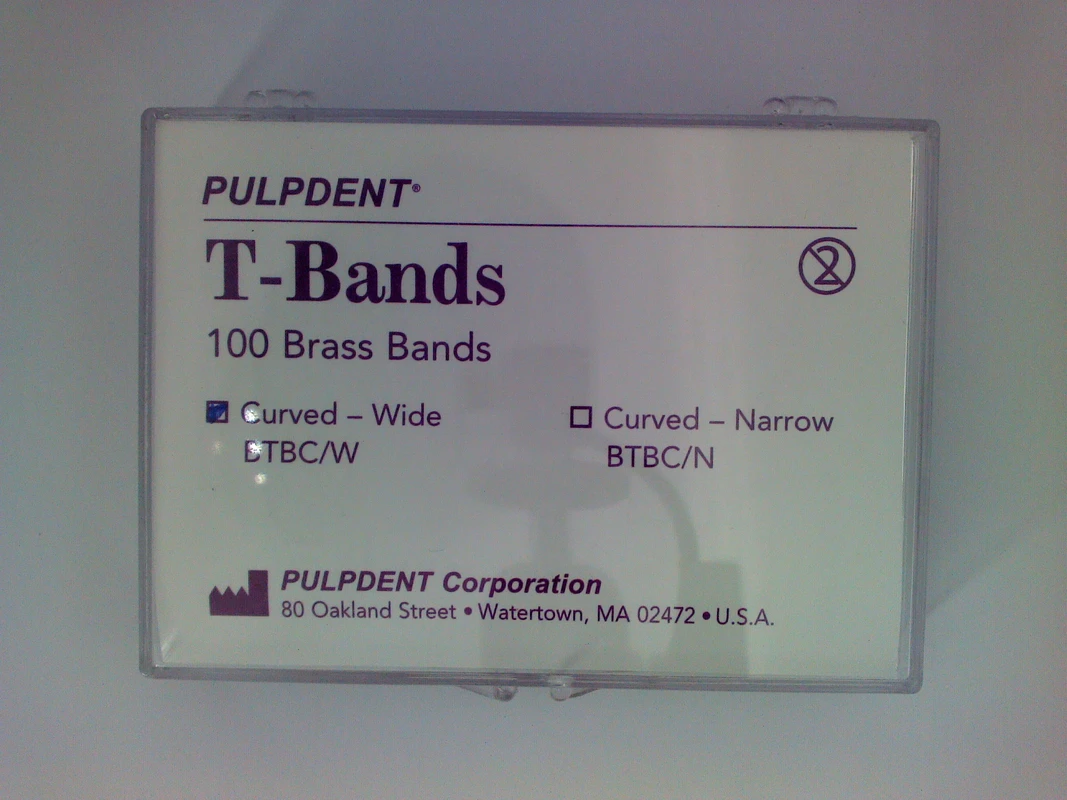 PULPDENT®
T-Bands
2
100 Brass Bands
Curved – Wide
BTBC/W
Curved – Narrow
BTBC/N
PULPDENT Corporation
80 Oakland Street • Watertown, MA 02472 • U.S.A.